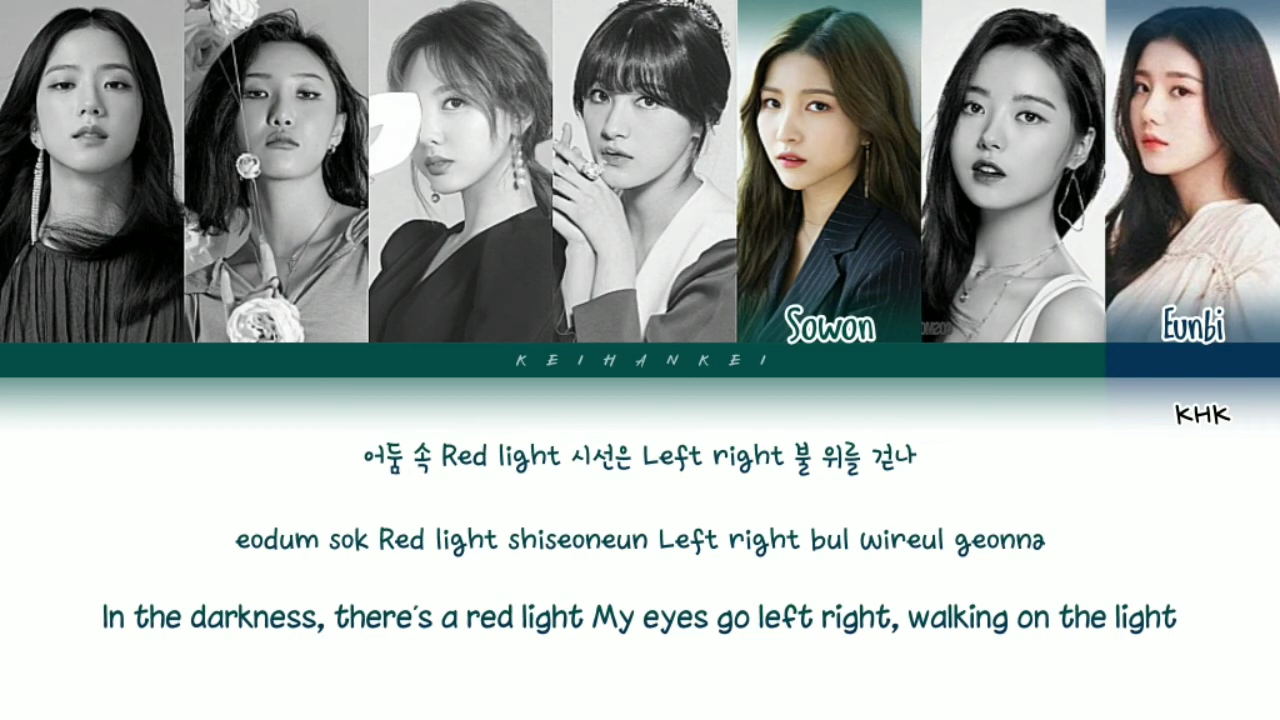 Sowon
Eunbi
KEIHANKEI
KHK
어둠 속 Red light 시선은 Left right 불 위를 걷나
eodum sok Red light shiseoneun Left right bul wireul geonna
In the darkness, there's a red light My eyes go left right, walking on the light